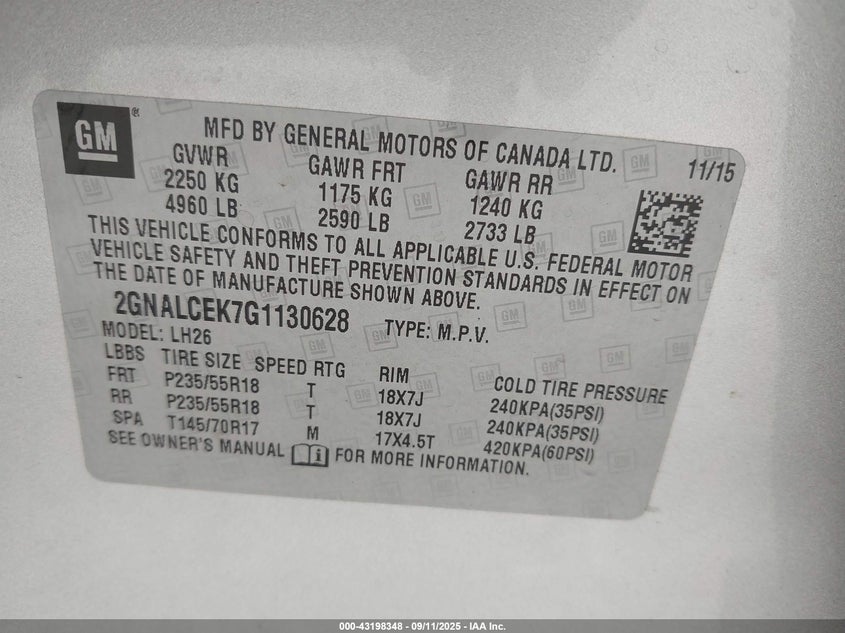 GM ®
MFD BY GENERAL MOTORS OF CANADA LTD. 11/15
GVWR GAWR FRT GAWR RR
2250 KG 1175 KG 1240 KG
4960 LB 2590 LB 2733 LB
THIS VEHICLE CONFORMS TO ALL APPLICABLE U.S. FEDERAL MOTOR
VEHICLE SAFETY AND THEFT PREVENTION STANDARDS IN EFFECT ON
THE DATE OF MANUFACTURE SHOWN ABOVE.
2GNALCEK7G1130628 TYPE: M.P.V.
MODEL: LH26
LBBS TIRE SIZE SPEED RTG RIM COLD TIRE PRESSURE
FRT P235/55R18 T 18X7J 240KPA(35PSI)
RR P235/55R18 T 18X7J 240KPA(35PSI)
SPA T145/70R17 M 17X4.5T 420KPA(60PSI)
SEE OWNER'S MANUAL i FOR MORE INFORMATION.
000-43198348 - 09/11/2025 - IAA Inc.